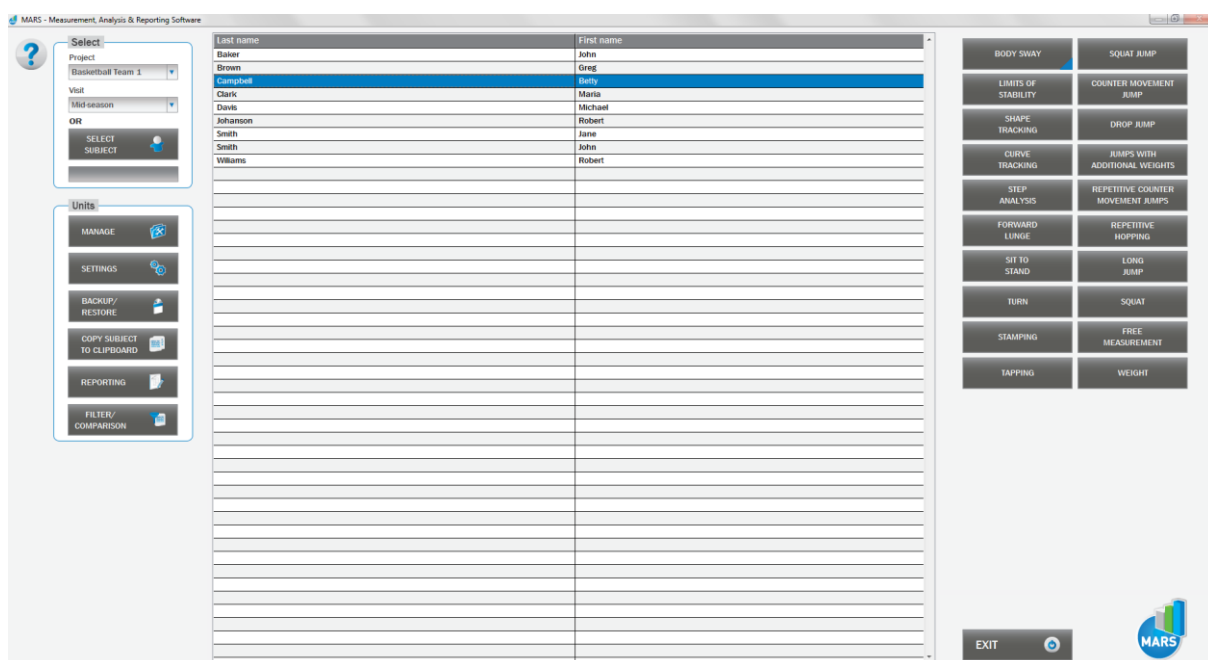 MARS - Measurement, Analysis & Reporting Software
?
Select
Project
Basketball Team 1
Visit
Mid-season
OR
SELECT
SUBJECT
Units
MANAGE
SETTINGS
BACKUP/
RESTORE
COPY SUBJECT
TO CLIPBOARD
REPORTING
FILTER/
COMPARISON
Last name First name
Baker John
Brown Greg
Campbell Betty
Clark Maria
Davis Michael
Johanson Robert
Smith Jane
Smith John
Wiliams Robert
BODY SWAY
SQUAT JUMP
LIMITS OF
STABILITY
COUNTER MOVEMENT
JUMP
SHAPE
TRACKING
DROP JUMP
CURVE
TRACKING
JUMPS WITH
ADDITIONAL WEIGHTS
STEP
ANALYSIS
REPETITIVE COUNTER
MOVEMENT JUMPS
FORWARD
LUNGE
REPETITIVE
HOPPING
SIT TO
STAND
LONG
JUMP
TURN
SQUAT
STAMPING
FREE
MEASUREMENT
TAPPING
WEIGHT
EXIT
MARS